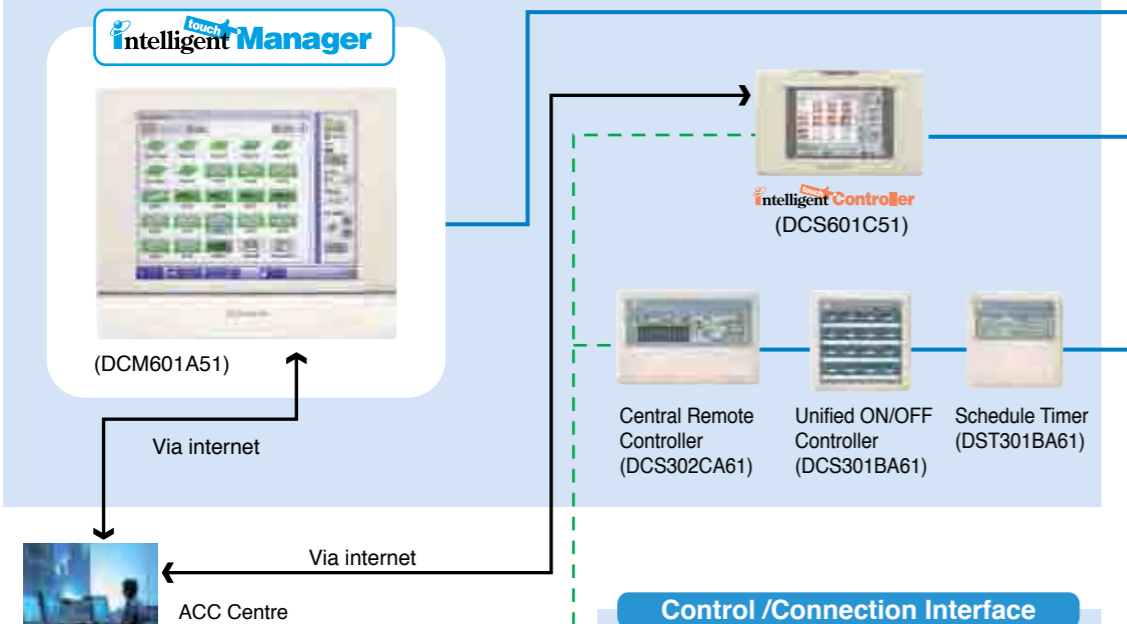 intelligent touch Manager
(DCM601A51)
Via internet
intelligent touch Controller
(DCS601C51)
Central Remote
Controller
(DCS302CA61)
Unified ON/OFF
Controller
(DCS301BA61)
Schedule Timer
(DST301BA61)
Via internet
ACC Centre
Control /Connection Interface